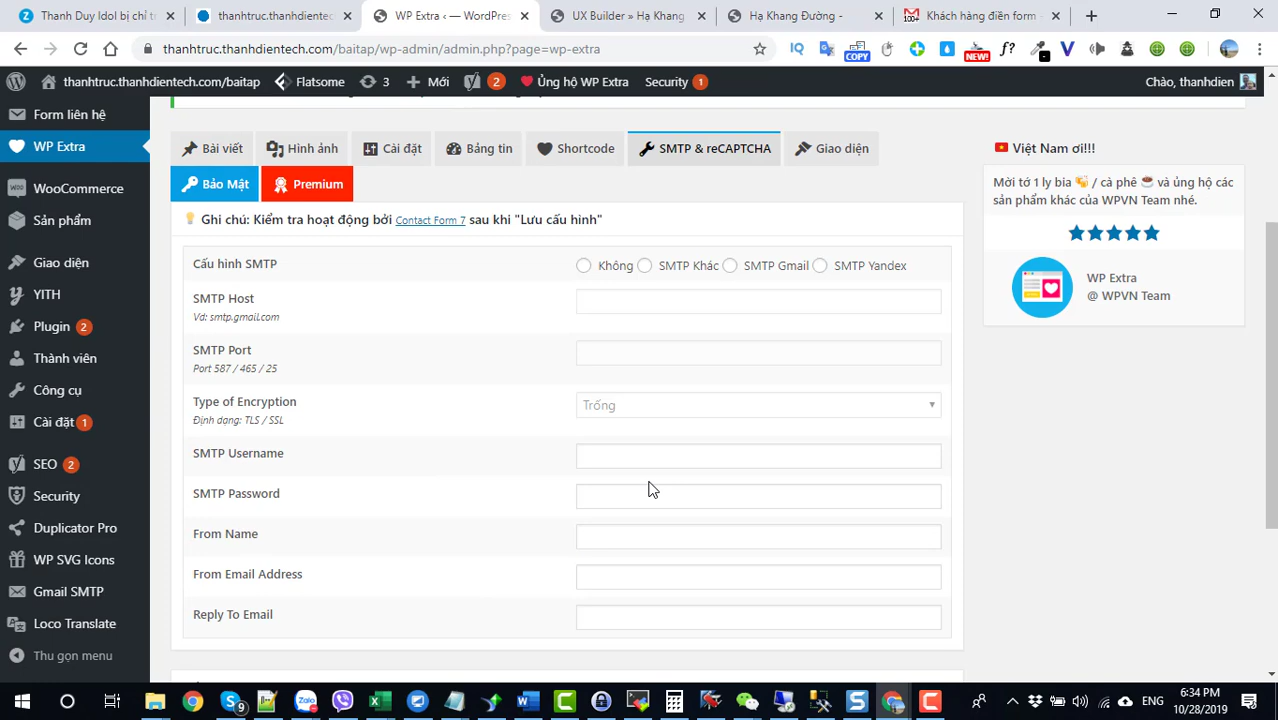 Thanh Duy Idol bị chỉ tr
thanhtruc.thanhdientech
WP Extra ‹ — WordPres
UX Builder » Hạ Khang
Hạ Khang Đường -
100+
Khách hàng điền form -
thanhtruc.thanhdientech.com/baitap/wp-admin/admin.php?page=wp-extra
IQ
COPY
NEW!
f?
V
thanhtruc.thanhdientech.com/baitap
Flatsome
3
Mới
2
Ủng hộ WP Extra
Security 1
Chào, thanhdien
Form liên hệ
WP Extra
WooCommerce
Sản phẩm
Giao diện
YITH
Plugin 2
Thành viên
Công cụ
Cài đặt 1
SEO 2
Security
Duplicator Pro
WP SVG Icons
Gmail SMTP
Loco Translate
Thu gọn menu
Bài viết
Hình ảnh
Cài đặt
Bảng tin
Shortcode
SMTP & reCAPTCHA
Giao diện
Bảo Mật
Premium
Ghi chú: Kiểm tra hoạt động bởi Contact Form 7 sau khi "Lưu cấu hình"
Cấu hình SMTP
Không SMTP Khác SMTP Gmail SMTP Yandex
SMTP Host
Vd: smtp.gmail.com
SMTP Port
Port 587 / 465 / 25
Type of Encryption
Trống
Định dạng: TLS / SSL
SMTP Username
SMTP Password
From Name
From Email Address
Reply To Email
Việt Nam ơi!!!
Mời tớ 1 ly bia / cà phê và ủng hộ các
sản phẩm khác của WPVN Team nhé.
WP Extra
@ WPVN Team
9
Zalo
ENG
6:34 PM
10/28/2019